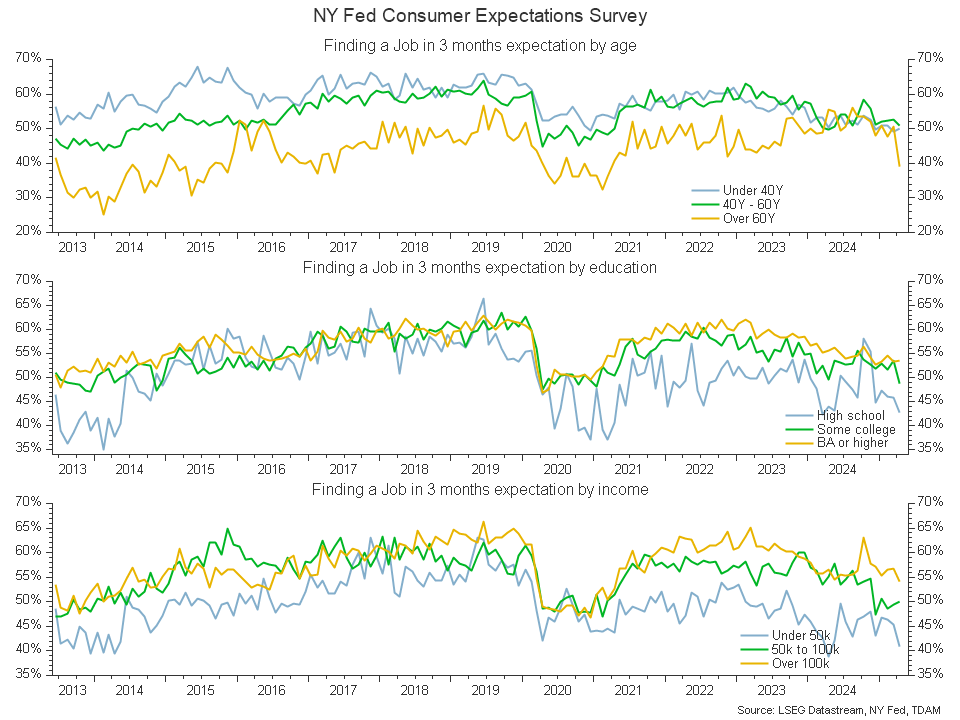 NY Fed Consumer Expectations Survey
Finding a Job in 3 months expectation by age
70% 70%
60% 60%
50% 50%
40% 40%
Under 40Y
30% 40Y - 60Y 30%
Over 60Y
20% 20%
2013 2014 2015 2016 2017 2018 2019 2020 2021 2022 2023 2024
Finding a Job in 3 months expectation by education
70% 70%
65% 65%
60% 60%
55% 55%
50% 50%
45% 45%
High school
40% Some college 40%
BA or higher
35% 35%
2013 2014 2015 2016 2017 2018 2019 2020 2021 2022 2023 2024
Finding a Job in 3 months expectation by income
70% 70%
65% 65%
60% 60%
55% 55%
50% 50%
45% 45%
Under 50k
40% 50k to 100k 40%
Over 100k
35% 35%
2013 2014 2015 2016 2017 2018 2019 2020 2021 2022 2023 2024
Source: LSEG Datastream, NY Fed, TDAM